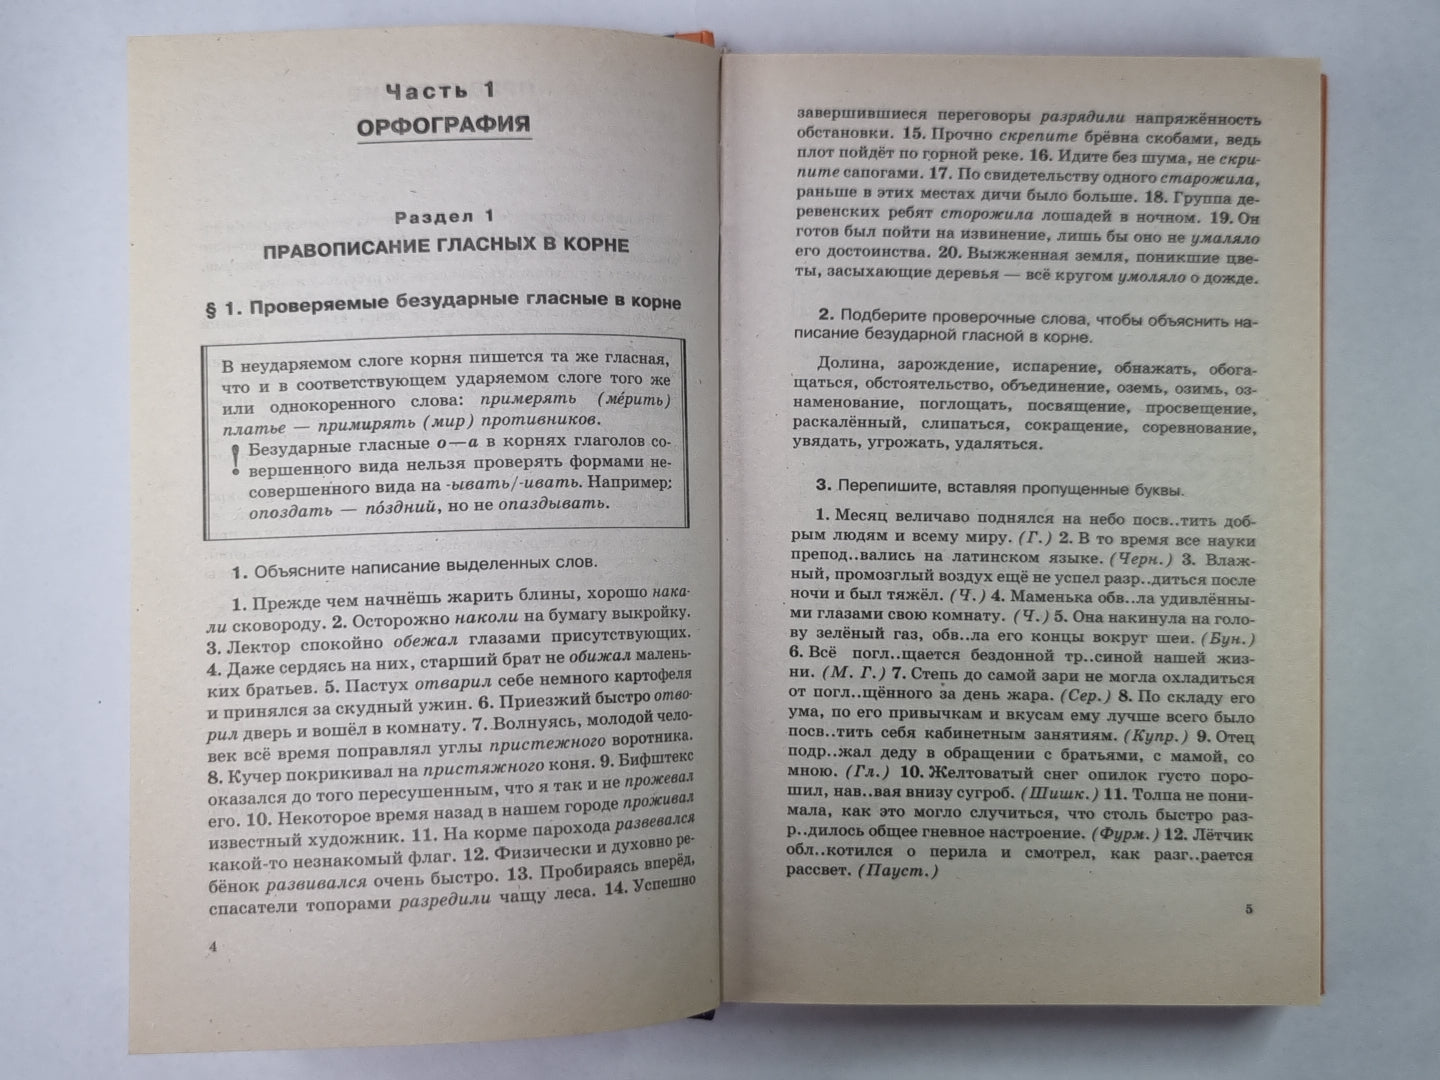 Часть 1
ОРФОГРАФИЯ
Раздел 1
ПРАВОПИСАНИЕ ГЛАСНЫХ В КОРНЕ
§ 1. Проверяемые безударные гласные в корне
В неударяемом слоге корня пишется та же гласная,
что и в соответствующем ударяемом слоге того же
или однокоренного слова: примерять (ме́рить)
платье — примирять (мир) противников.
! Безударные гласные о—а в корнях глаголов со-
вершенного вида нельзя проверять формами не-
совершенного вида на -ывать/-ивать. Например:
опоздать — по́здний, но не опаздывать.
1. Объясните написание выделенных слов.
1. Прежде чем начнёшь жарить блины, хорошо нака-
ли сковороду. 2. Осторожно наколи на бумагу выкройку.
3. Лектор спокойно обежал глазами присутствующих.
4. Даже сердясь на них, старший брат не обижал малень-
ких братьев. 5. Пастух отварил себе немного картофеля
и принялся за скудный ужин. 6. Приезжий быстро отво-
рил дверь и вошёл в комнату. 7. Волнуясь, молодой чело-
век всё время поправлял углы пристежного воротника.
8. Кучер покрикивал на пристяжного коня. 9. Бифштекс
оказался до того пересушенным, что я так и не прожевал
его. 10. Некоторое время назад в нашем городе проживал
известный художник. 11. На корме парохода развевался
какой-то незнакомый флаг. 12. Физически и духовно ре-
бёнок развивался очень быстро. 13. Пробираясь вперёд,
спасатели топорами разредили чащу леса. 14. Успешно
4
завершившиеся переговоры разрядили напряжённость
обстановки. 15. Прочно скрепите брёвна скобами, ведь
плот пойдёт по горной реке. 16. Идите без шума, не скри-
пите сапогами. 17. По свидетельству одного старожила,
раньше в этих местах дичи было больше. 18. Группа де-
ревенских ребят сторожила лошадей в ночном. 19. Он
готов был пойти на извинение, лишь бы оно не умаляло
его достоинства. 20. Выжженная земля, поникшие цве-
ты, засыхающие деревья — всё кругом умоляло о дожде.
2. Подберите проверочные слова, чтобы объяснить на-
писание безударной гласной в корне.
Долина, зарождение, испарение, обнажать, обога-
щаться, обстоятельство, объединение, оземь, озимь, оз-
наменование, поглощать, посвящение, просвещение,
раскалённый, слипаться, сокращение, соревнование,
увядать, угрожать, удаляться.
3. Перепишите, вставляя пропущенные буквы.
1. Месяц величаво поднялся на небо посв..тить доб-
рым людям и всему миру. (Г.) 2. В то время все науки
препод..вались на латинском языке. (Черн.) 3. Влаж-
ный, промозглый воздух ещё не успел разр..диться после
ночи и был тяжёл. (Ч.) 4. Маменька обв..ла удивлённы-
ми глазами свою комнату. (Ч.) 5. Она накинула на голо-
ву зелёный газ, обв..ла его концы вокруг шеи. (Бун.)
6. Всё погл..щается бездонной тр..синой нашей жиз-
ни. (М. Г.) 7. Степь до самой зари не могла охладиться
от погл..щённого за день жара. (Сер.) 8. По складу его
ума, по его привычкам и вкусам ему лучше всего было
посв..тить себя кабинетным занятиям. (Купр.) 9. Отец
подр..жал деду в обращении с братьями, с мамой, со
мною. (Гл.) 10. Желтоватый снег опилок густо поро-
шил, нав..вая внизу сугроб. (Шишк.) 11. Толпа не пони-
мала, как это могло случиться, что столь быстро раз-
р..дилось общее гневное настроение. (Фурм.) 12. Лётчик
обл..котился о перила и смотрел, как разг..рается
рассвет. (Пауст.)
5